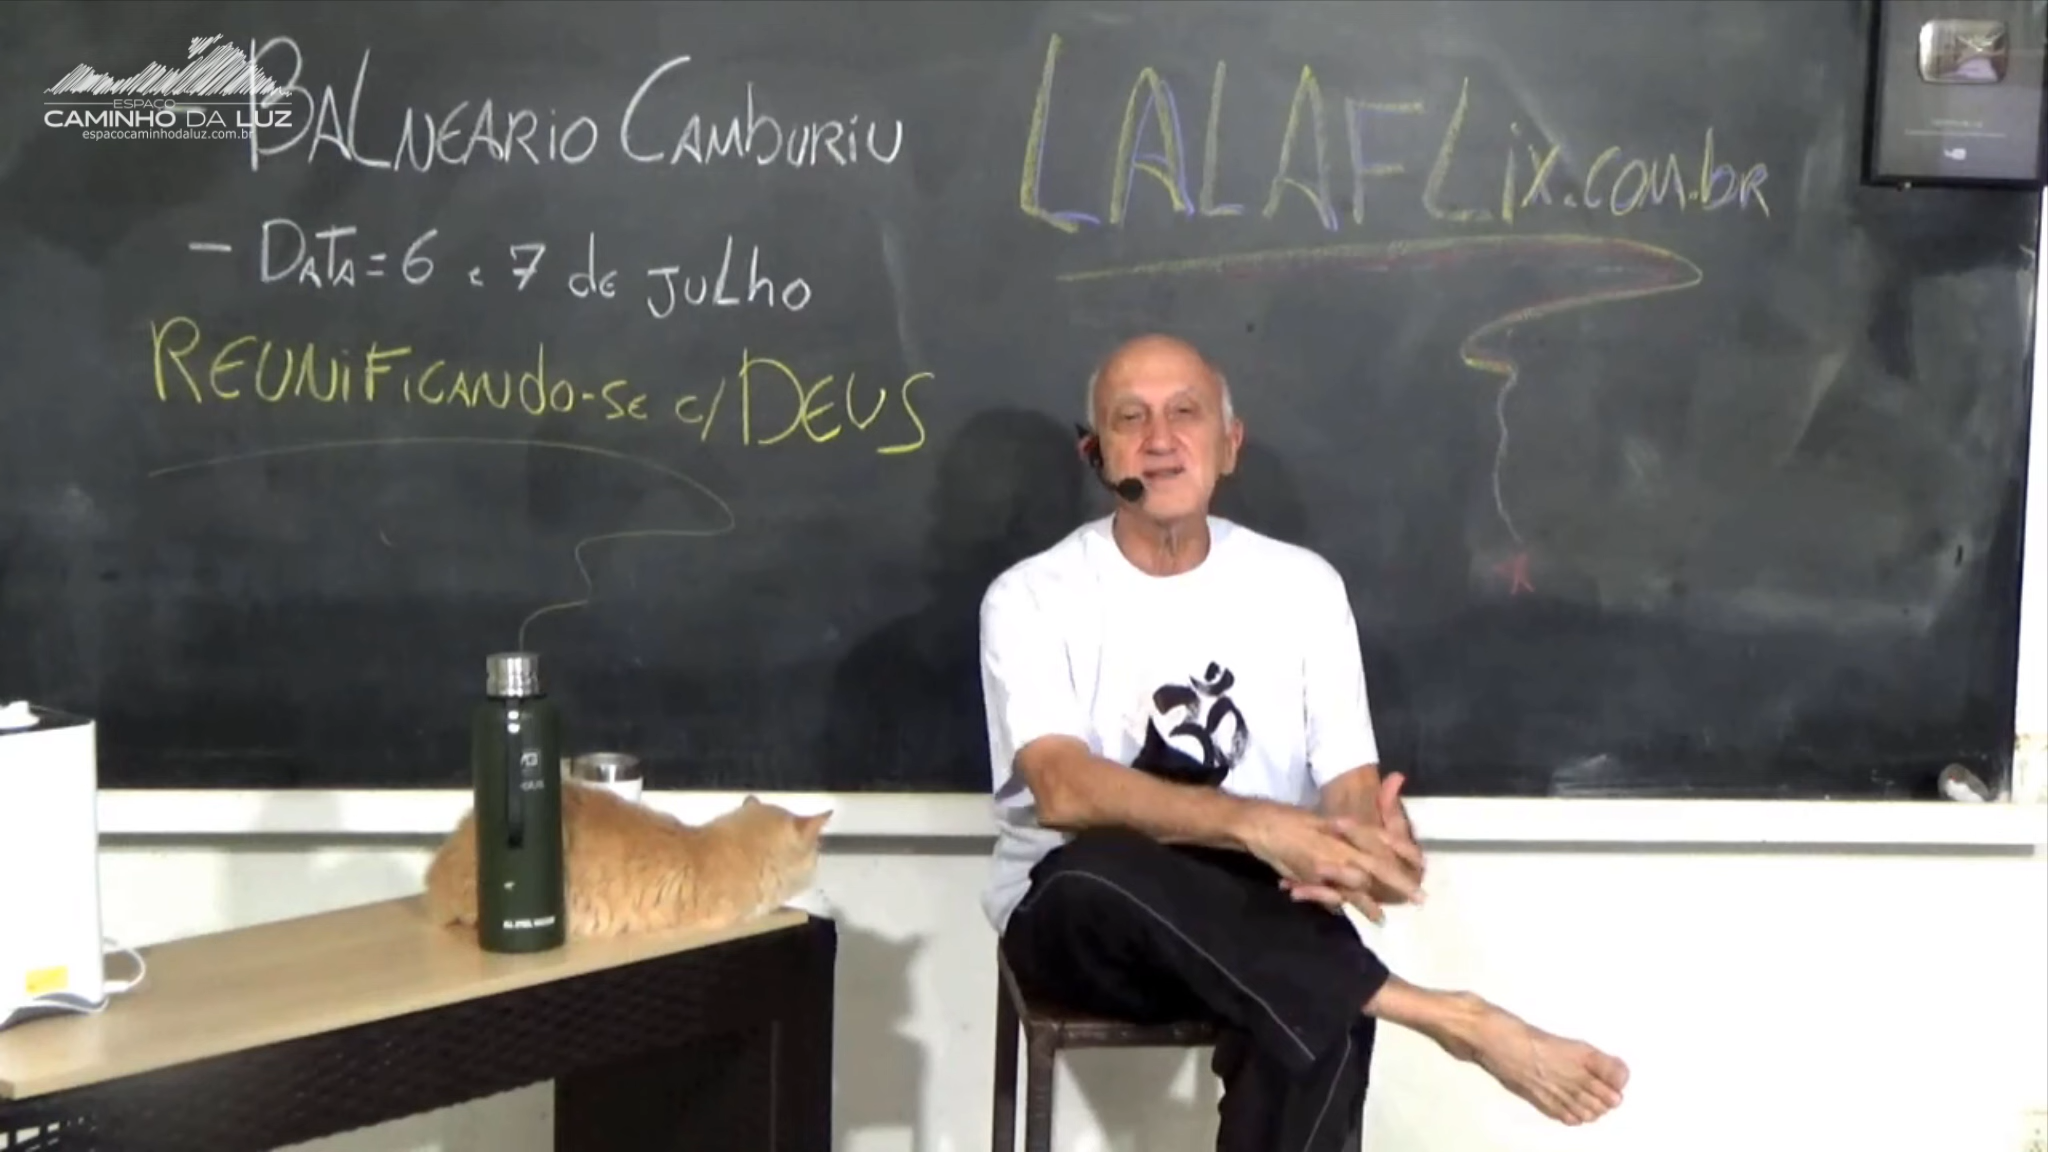 ESPAÇO
CAMINHO DA LUZ
espacocaminhodaluz.com.br
- BALNEARIO CAMBURIU
- DATA = 6 e 7 de JULHO
REUNIFICANDO-SE C/ DEUS
LALAFLIX.COM.BR